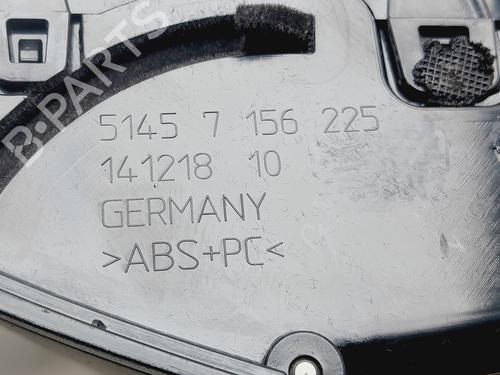 B-PARTS
5145 7 156 225
141218 10
GERMANY
>ABS+PC<